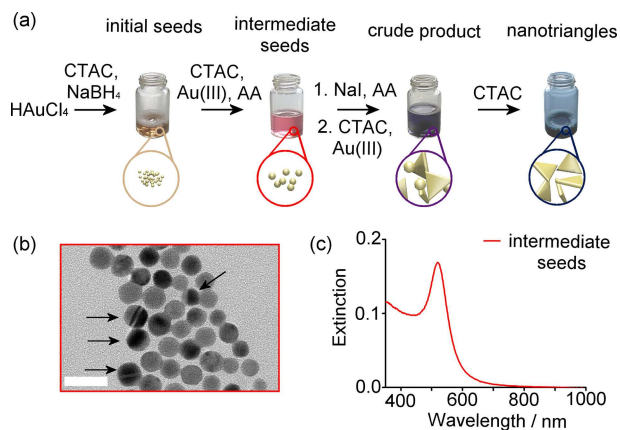 (a)
initial seeds
intermediate
seeds
crude product
nanotriangles
HAuCl₄
CTAC,
NaBH₄
CTAC,
Au(III), AA
1. NaI, AA
2. CTAC,
Au(III)
CTAC
(b)
(c)
intermediate
seeds
Extinction
0.2
0.1
0.0
400 600 800 1000
Wavelength / nm